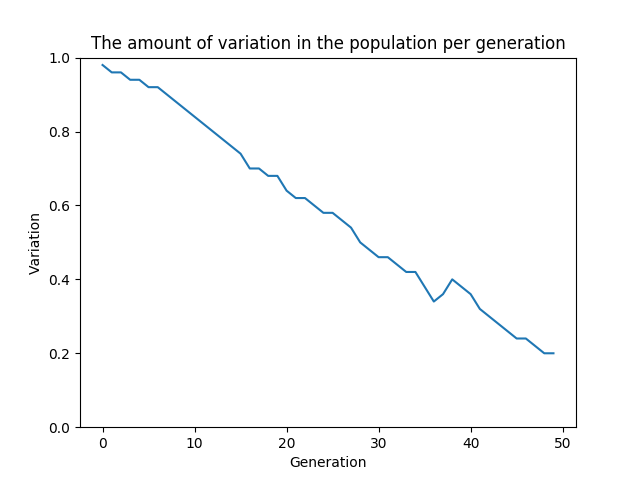 The amount of variation in the population per generation
1.0
0.8
0.6
0.4
0.2
0.0
Variation
0 10 20 30 40 50
Generation